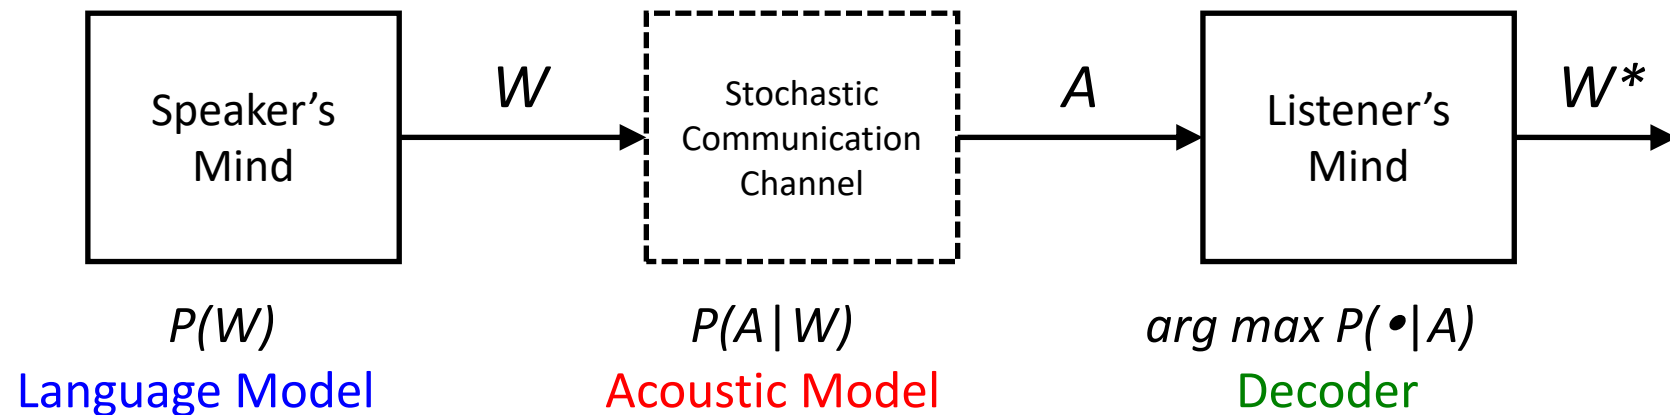 Speaker’s
Mind
W
Stochastic
Communication
Channel
A
Listener’s
Mind
W*
P(W)
Language Model
P(A|W)
Acoustic Model
arg max P(•|A)
Decoder